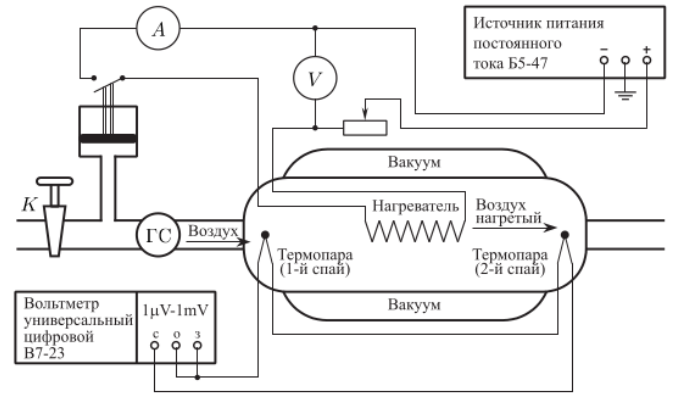 A
V
Источник питания
постоянного
тока Б5-47
− +
Вакуум
K
ГС
Воздух
Нагреватель
Воздух
нагретый
Термопара
(1-й спай)
Термопара
(2-й спай)
Вакуум
Вольтметр
универсальный
цифровой
В7-23
1μV-1mV
с о з